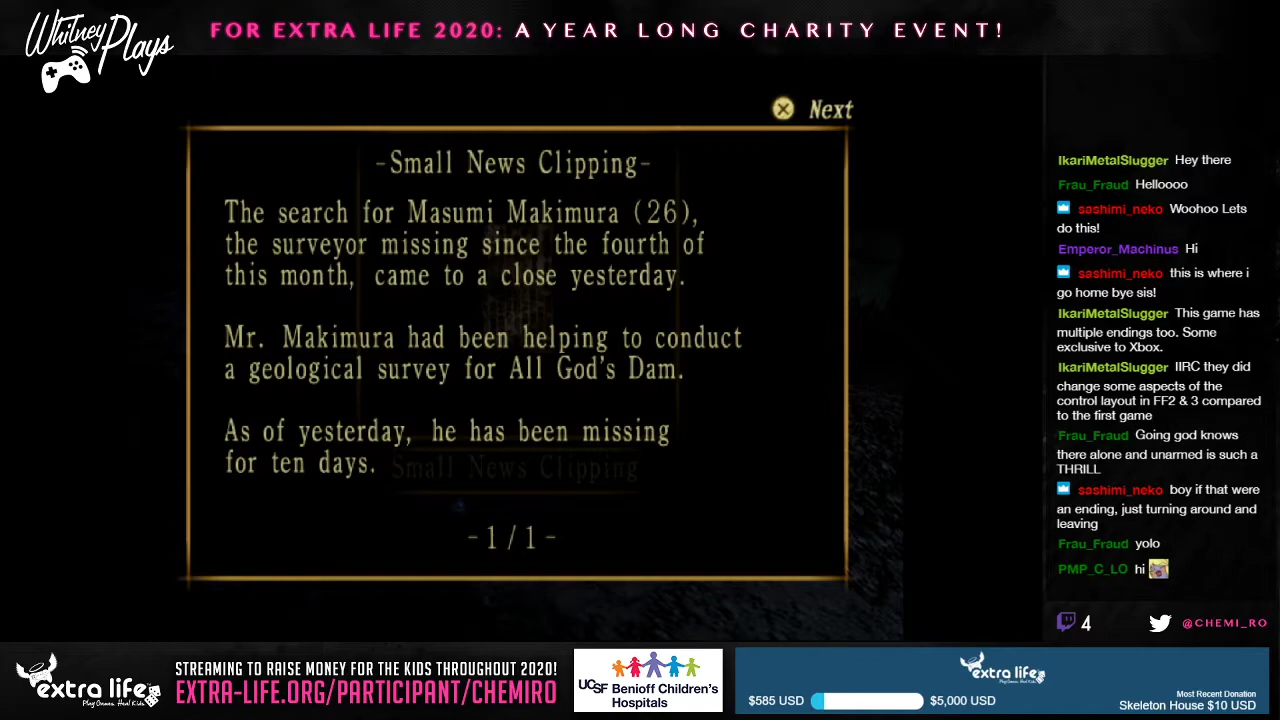 Whitney Plays
FOR EXTRA LIFE 2020: A YEAR LONG CHARITY EVENT!
Next
-Small News Clipping-
The search for Masumi Makimura (26),
the surveyor missing since the fourth of
this month, came to a close yesterday.
Mr. Makimura had been helping to conduct
a geological survey for All God's Dam.
As of yesterday, he has been missing
for ten days.
Small News Clipping
-1/1-
IkariMetalSlugger Hey there
Frau_Fraud Helloooo
sashimi_neko Woohoo Lets
do this!
Emperor_Machinus Hi
sashimi_neko this is where i
go home bye sis!
IkariMetalSlugger This game has
multiple endings too. Some
exclusive to Xbox.
IkariMetalSlugger IIRC they did
change some aspects of the
control layout in FF2 & 3 compared
to the first game
Frau_Fraud Going god knows
there alone and unarmed is such a
THRILL
sashimi_neko boy if that were
an ending, just turning around and
leaving
Frau_Fraud yolo
PMP_C_LO hi
4
@CHEMI_RO
extra life
Play Games. Heal Kids.
STREAMING TO RAISE MONEY FOR THE KIDS THROUGHOUT 2020!
EXTRA-LIFE.ORG/PARTICIPANT/CHEMIRO
UCSF Benioff Children's
Hospitals
extra life
$585 USD
$5,000 USD
Most Recent Donation
Skeleton House $10 USD